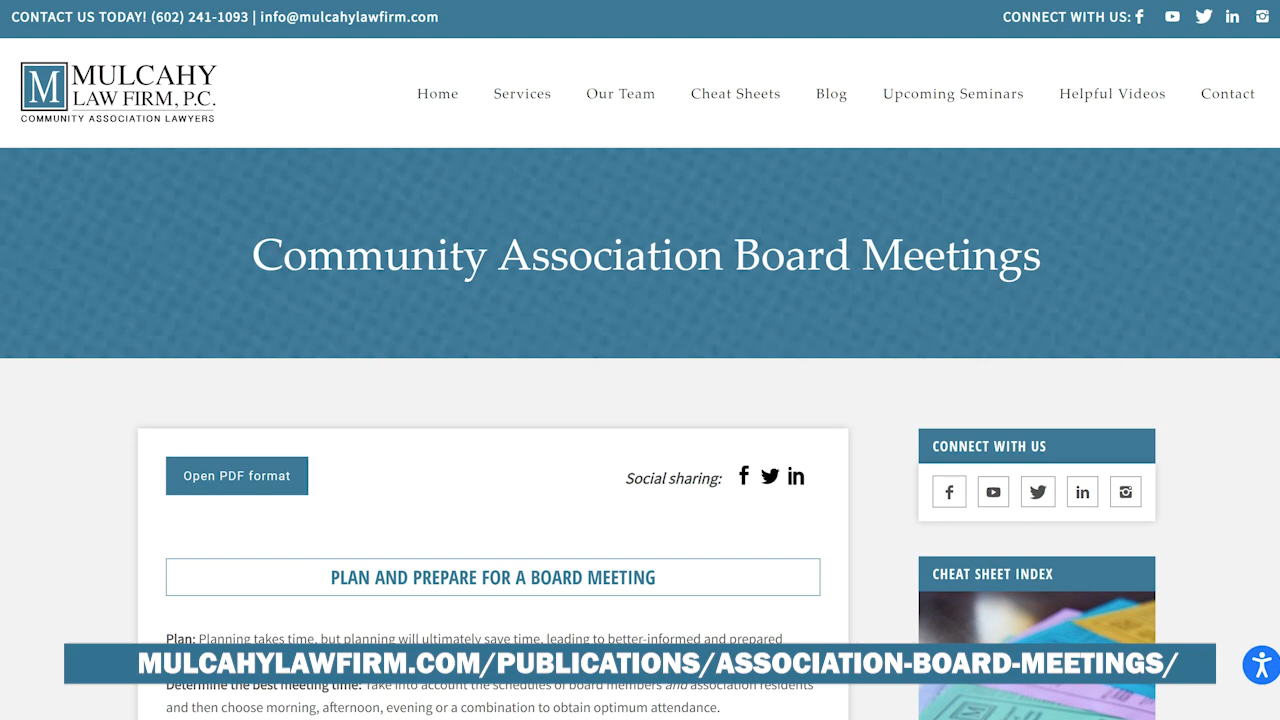 CONTACT US TODAY! (602) 241-1093 | info@mulcahylawfirm.com
CONNECT WITH US:
M MULCAHY
LAW FIRM, P.C.
COMMUNITY ASSOCIATION LAWYERS
Home Services Our Team Cheat Sheets Blog Upcoming Seminars Helpful Videos Contact
Community Association Board Meetings
Open PDF format
Social sharing:
PLAN AND PREPARE FOR A BOARD MEETING
Plan: Planning takes time, but planning will ultimately save time, leading to better-informed and prepared
Determine the best meeting time: Take into account the schedules of board members and association residents
and then choose morning, afternoon, evening or a combination to obtain optimum attendance.
CONNECT WITH US
CHEAT SHEET INDEX
MULCAHYLAWFIRM.COM/PUBLICATIONS/ASSOCIATION-BOARD-MEETINGS/